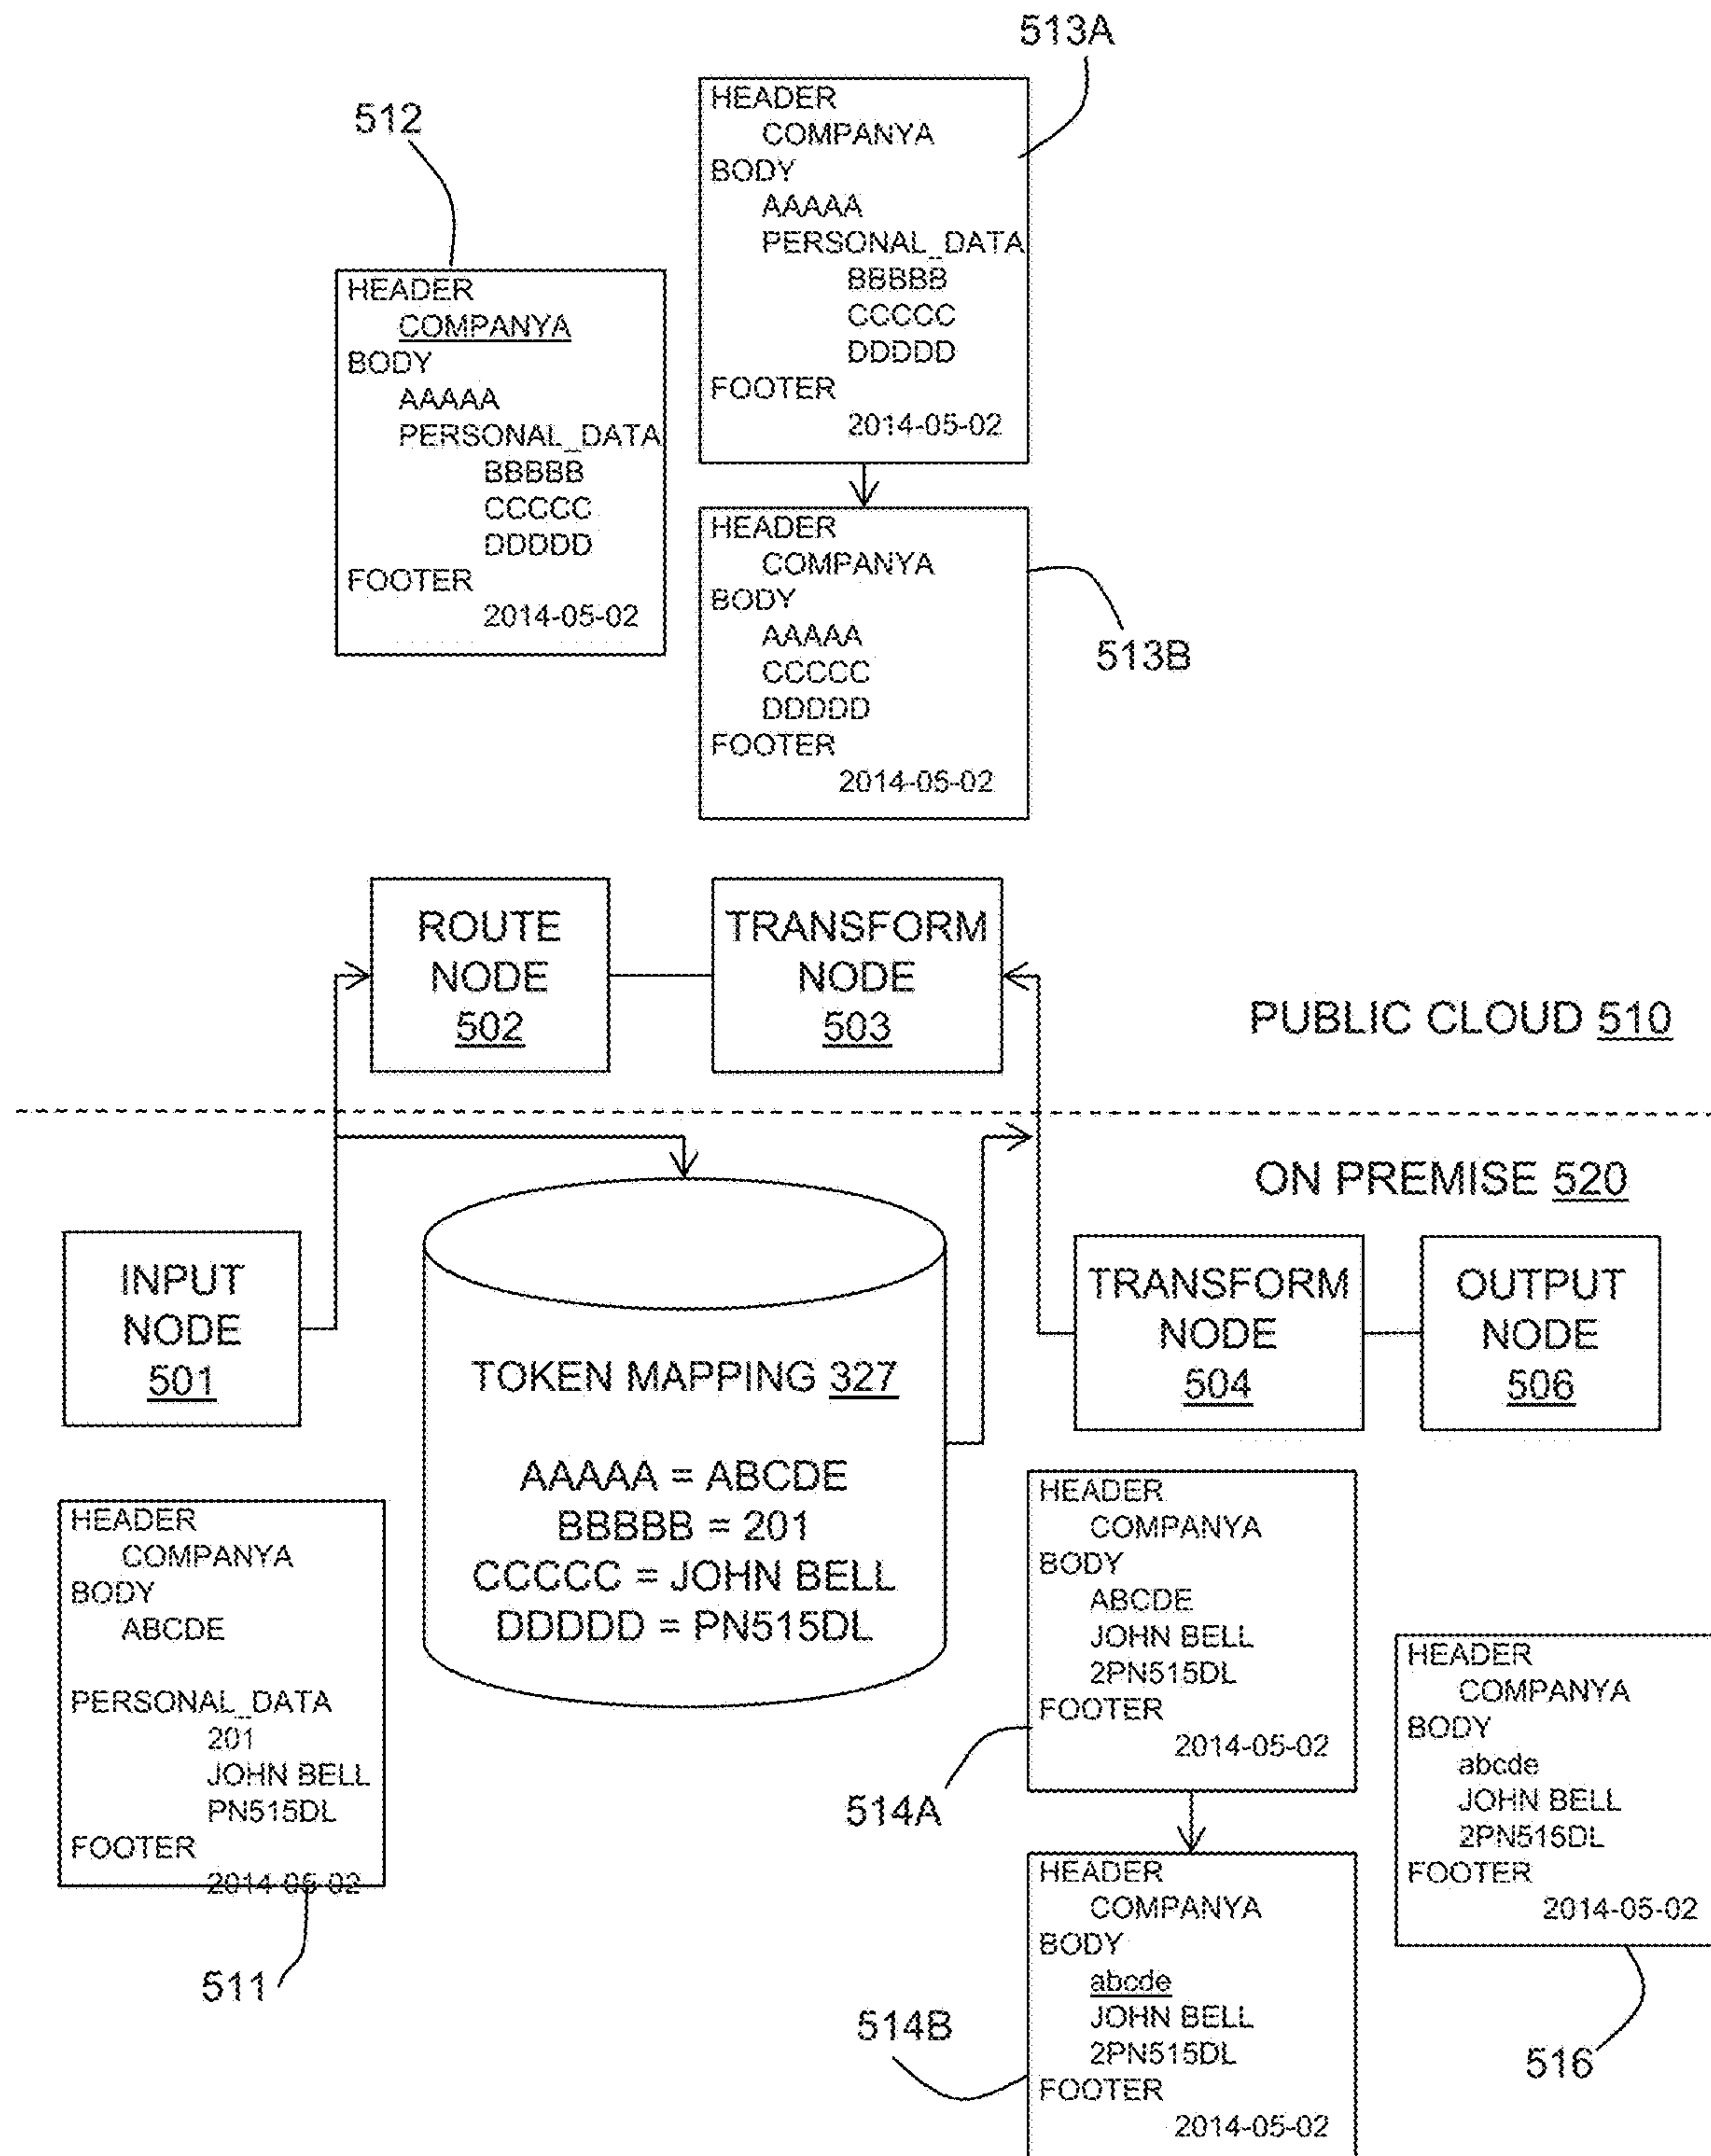 513A
512
HEADER
COMPANYA
BODY
AAAAA
PERSONAL_DATA
BBBBB
CCCCC
DDDDD
FOOTER
2014-05-02
HEADER
COMPANYA
BODY
AAAAA
PERSONAL_DATA
BBBBB
CCCCC
DDDDD
FOOTER
2014-05-02
HEADER
COMPANYA
BODY
AAAAA
CCCCC
DDDDD
FOOTER
2014-05-02
513B
ROUTE
NODE
502
TRANSFORM
NODE
503
PUBLIC CLOUD 510
ON PREMISE 520
INPUT
NODE
501
TOKEN MAPPING 327
AAAAA = ABCDE
BBBBB = 201
CCCCC = JOHN BELL
DDDDD = PN515DL
TRANSFORM
NODE
504
OUTPUT
NODE
506
HEADER
COMPANYA
BODY
ABCDE
PERSONAL_DATA
201
JOHN BELL
PN515DL
FOOTER
2014-05-02
511
HEADER
COMPANYA
BODY
ABCDE
JOHN BELL
2PN515DL
FOOTER
2014-05-02
514A
HEADER
COMPANYA
BODY
abcde
JOHN BELL
2PN515DL
FOOTER
2014-05-02
514B
HEADER
COMPANYA
BODY
abcde
JOHN BELL
2PN515DL
FOOTER
2014-05-02
516